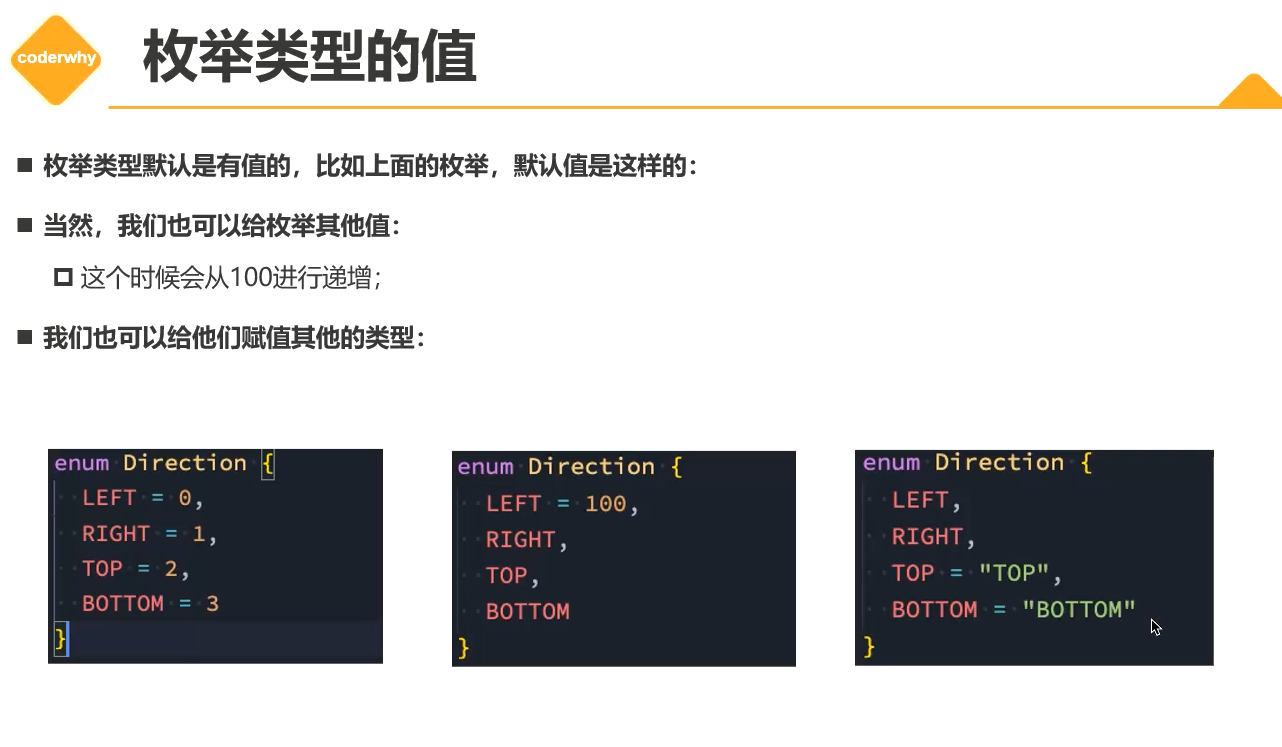 coderwhy
枚举类型的值
枚举类型默认是有值的，比如上面的枚举，默认值是这样的：
当然，我们也可以给枚举其他值：
这个时候会从100进行递增；
我们也可以给他们赋值其他的类型：
enum Direction {
LEFT = 0,
RIGHT = 1,
TOP = 2,
BOTTOM = 3
}
enum Direction {
LEFT = 100,
RIGHT,
TOP,
BOTTOM
}
enum Direction {
LEFT,
RIGHT,
TOP = "TOP",
BOTTOM = "BOTTOM"
}